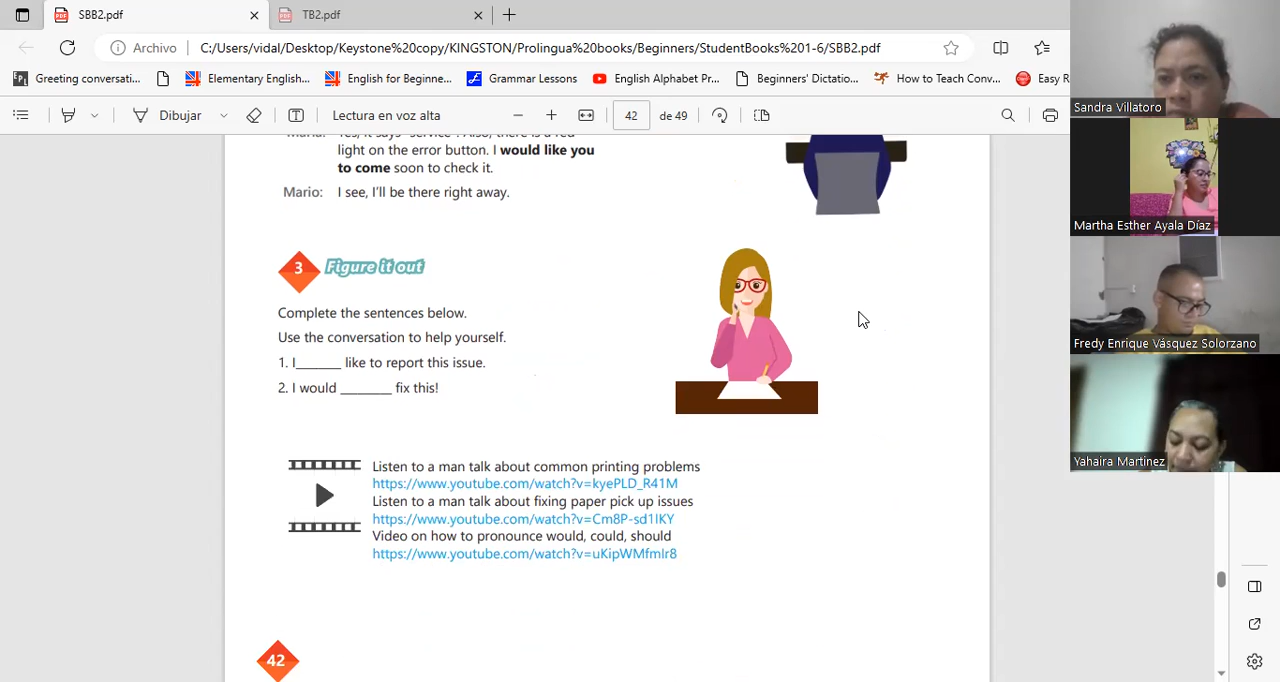 SBB2.pdf
TB2.pdf
Archivo
C:/Users/vidal/Desktop/Keystone%20copy/KINGSTON/Prolingua%20books/Beginners/StudentBooks%201-6/SBB2.pdf
Greeting conversati...
Elementary English...
English for Beginne...
Grammar Lessons
English Alphabet Pr...
Beginners' Dictatio...
How to Teach Conv...
Easy R
Dibujar
Lectura en voz alta
42
de 49
light on the error button. I would like you
to come soon to check it.
Mario: I see, I'll be there right away.
3 Figure it out
Complete the sentences below.
Use the conversation to help yourself.
1. I_______ like to report this issue.
2. I would ________ fix this!
Listen to a man talk about common printing problems
https://www.youtube.com/watch?v=kyePLD_R41M
Listen to a man talk about fixing paper pick up issues
https://www.youtube.com/watch?v=Cm8P-sd1IKY
Video on how to pronounce would, could, should
https://www.youtube.com/watch?v=uKipWMfmIr8
42
Sandra Villatoro
Martha Esther Ayala Díaz
Fredy Enrique Vásquez Solorzano
Yahaira Martinez